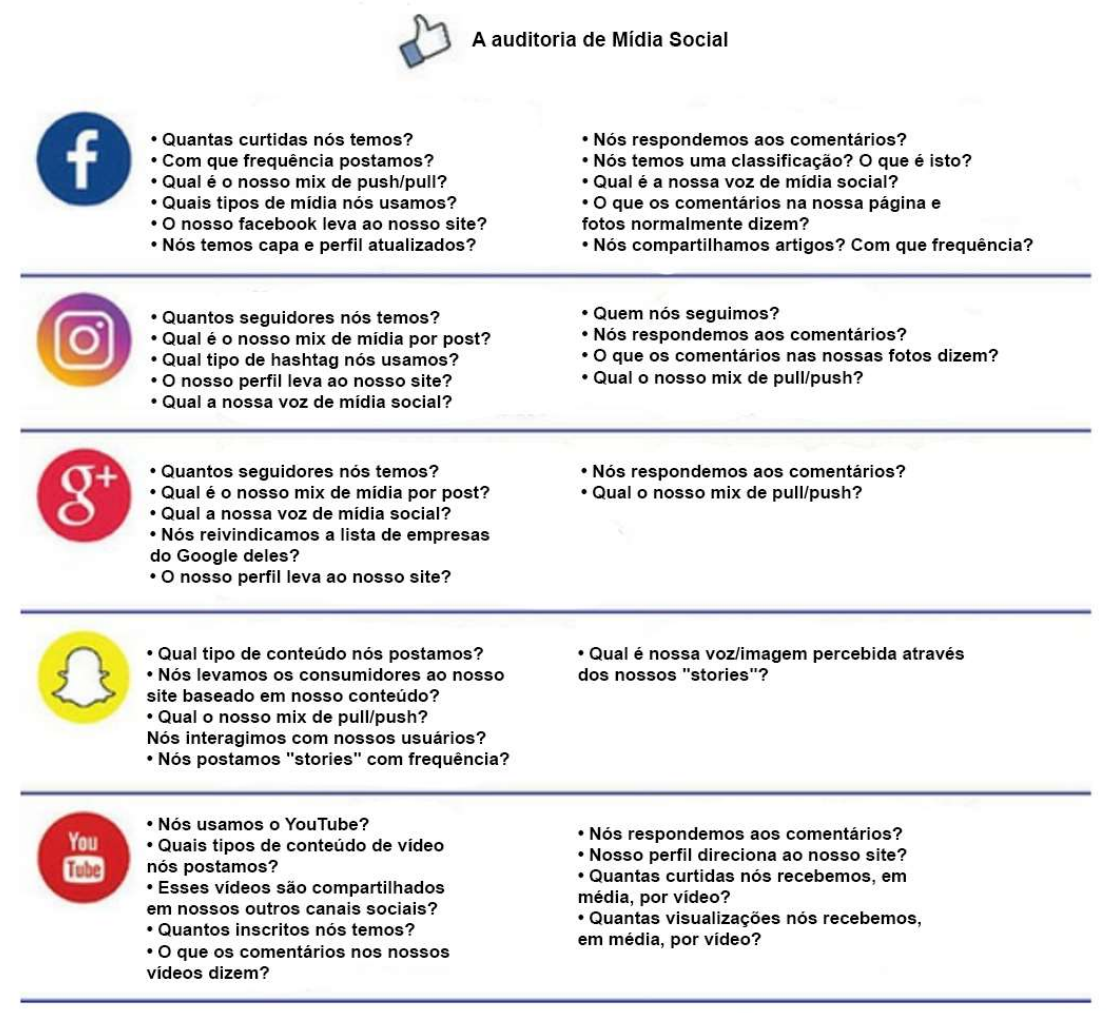 A auditoria de Mídia Social
f
• Quantas curtidas nós temos?
• Com que frequência postamos?
• Qual é o nosso mix de push/pull?
• Quais tipos de mídia nós usamos?
• O nosso facebook leva ao nosso site?
• Nós temos capa e perfil atualizados?
• Nós respondemos aos comentários?
• Nós temos uma classificação? O que é isto?
• Qual é a nossa voz de mídia social?
• O que os comentários na nossa página e
fotos normalmente dizem?
• Nós compartilhamos artigos? Com que frequência?
• Quantos seguidores nós temos?
• Qual é o nosso mix de mídia por post?
• Qual tipo de hashtag nós usamos?
• O nosso perfil leva ao nosso site?
• Qual a nossa voz de mídia social?
• Quem nós seguimos?
• Nós respondemos aos comentários?
• O que os comentários nas nossas fotos dizem?
• Qual o nosso mix de pull/push?
g+
• Quantos seguidores nós temos?
• Qual é o nosso mix de mídia por post?
• Qual a nossa voz de mídia social?
• Nós reivindicamos a lista de empresas
do Google deles?
• O nosso perfil leva ao nosso site?
• Nós respondemos aos comentários?
• Qual o nosso mix de pull/push?
• Qual tipo de conteúdo nós postamos?
• Nós levamos os consumidores ao nosso
site baseado em nosso conteúdo?
• Qual o nosso mix de pull/push?
Nós interagimos com nossos usuários?
• Nós postamos "stories" com frequência?
• Qual é nossa voz/imagem percebida através
dos nossos "stories"?
You
Tube
• Nós usamos o YouTube?
• Quais tipos de conteúdo de vídeo
nós postamos?
• Esses vídeos são compartilhados
em nossos outros canais sociais?
• Quantos inscritos nós temos?
• O que os comentários nos nossos
vídeos dizem?
• Nós respondemos aos comentários?
• Nosso perfil direciona ao nosso site?
• Quantas curtidas nós recebemos, em
média, por vídeo?
• Quantas visualizações nós recebemos,
em média, por vídeo?